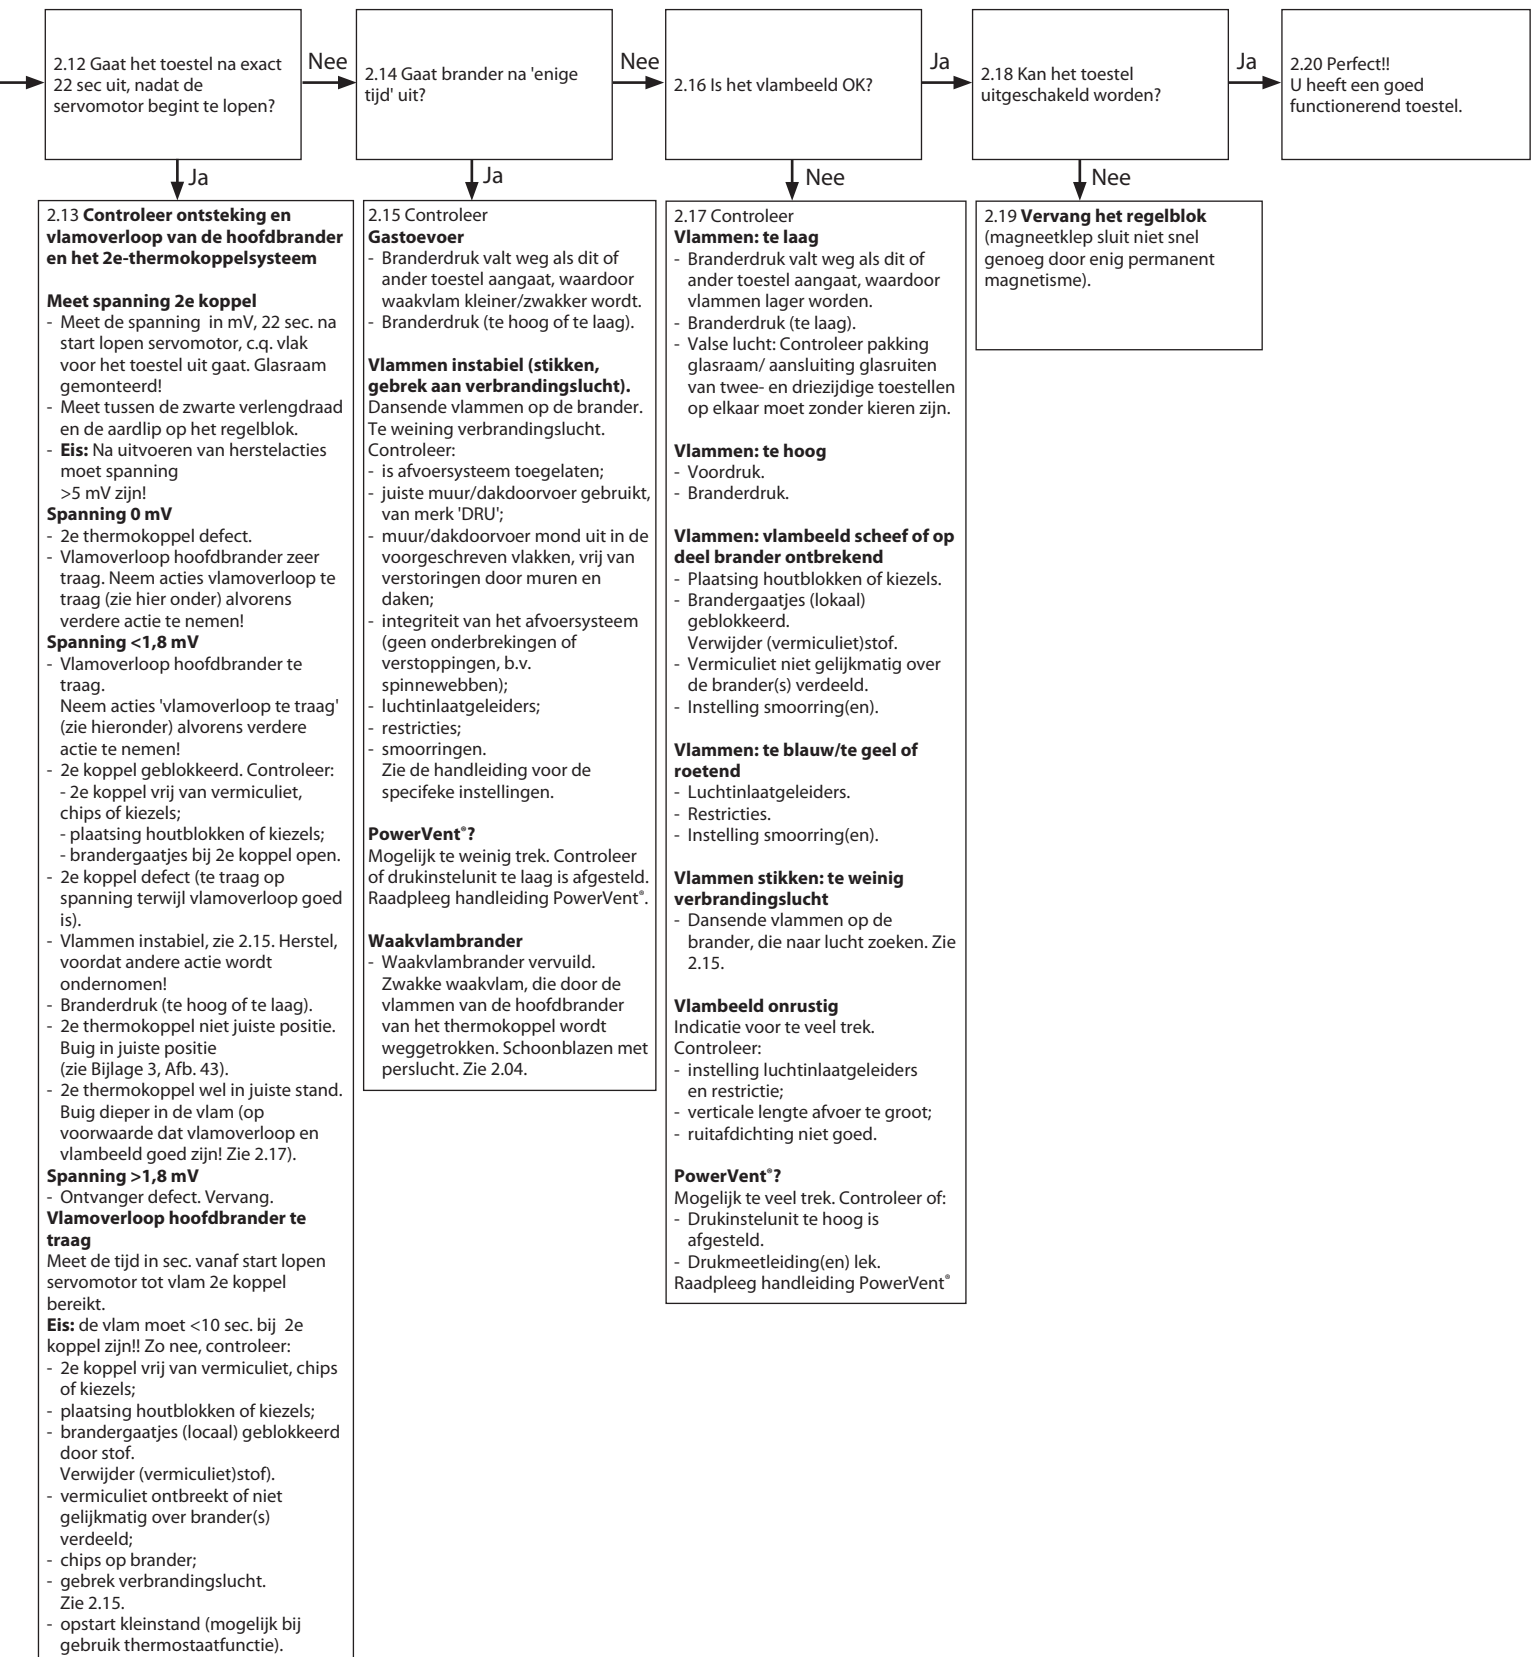 2.12 Gaat het toestel na exact
22 sec uit, nadat de
servomotor begint te lopen?
Nee
2.14 Gaat brander na 'enige
tijd' uit?
Nee
2.16 Is het vlambeeld OK?
Ja
2.18 Kan het toestel
uitgeschakeld worden?
Ja
2.20 Perfect!!
U heeft een goed
functionerend toestel.
Ja
Ja
Nee
Nee
2.13 Controleer ontsteking en
vlamoverloop van de hoofdbrander
en het 2e-thermokoppelsysteem
Meet spanning 2e koppel
- Meet de spanning in mV, 22 sec. na
start lopen servomotor, c.q. vlak
voor het toestel uit gaat. Glasraam
gemonteerd!
- Meet tussen de zwarte verlengdraad
en de aardlip op het regelblok.
- Eis: Na uitvoeren van herstelacties
moet spanning
>5 mV zijn!
Spanning 0 mV
- 2e thermokoppel defect.
- Vlamoverloop hoofdbrander zeer
traag. Neem acties vlamoverloop te
traag (zie hier onder) alvorens
verdere actie te nemen!
Spanning <1,8 mV
- Vlamoverloop hoofdbrander te
traag.
Neem acties 'vlamoverloop te traag'
(zie hieronder) alvorens verdere
actie te nemen!
- 2e koppel geblokkeerd. Controleer:
- 2e koppel vrij van vermiculiet,
chips of kiezels;
- plaatsing houtblokken of kiezels;
- brandergaatjes bij 2e koppel open.
- 2e koppel defect (te traag op
spanning terwijl vlamoverloop goed
is).
- Vlammen instabiel, zie 2.15. Herstel,
voordat andere actie wordt
ondernomen!
- Branderdruk (te hoog of te laag).
- 2e thermokoppel niet juiste positie.
Buig in juiste positie
(zie Bijlage 3, Afb. 43).
- 2e thermokoppel wel in juiste stand.
Buig dieper in de vlam (op
voorwaarde dat vlamoverloop en
vlambeeld goed zijn! Zie 2.17).
Spanning >1,8 mV
- Ontvanger defect. Vervang.
Vlamoverloop hoofdbrander te
traag
Meet de tijd in sec. vanaf start lopen
servomotor tot vlam 2e koppel
bereikt.
Eis: de vlam moet <10 sec. bij 2e
koppel zijn!! Zo nee, controleer:
- 2e koppel vrij van vermiculiet, chips
of kiezels;
- plaatsing houtblokken of kiezels;
- brandergaatjes (locaal) geblokkeerd
door stof.
Verwijder (vermiculiet)stof).
- vermiculiet ontbreekt of niet
gelijkmatig over brander(s)
verdeeld;
- chips op brander;
- gebrek verbrandingslucht.
Zie 2.15.
- opstart kleinstand (mogelijk bij
gebruik thermostaatfunctie).
2.15 Controleer
Gastoevoer
- Branderdruk valt weg als dit of
ander toestel aangaat, waardoor
waakvlam kleiner/zwakker wordt.
- Branderdruk (te hoog of te laag).
Vlammen instabiel (stikken,
gebrek aan verbrandingslucht).
Dansende vlammen op de brander.
Te weining verbrandingslucht.
Controleer:
- is afvoersysteem toegelaten;
- juiste muur/dakdoorvoer gebruikt,
van merk 'DRU';
- muur/dakdoorvoer mond uit in de
voorgeschreven vlakken, vrij van
verstoringen door muren en
daken;
- integriteit van het afvoersysteem
(geen onderbrekingen of
verstoppingen, b.v.
spinnewebben);
- luchtinlaatgeleiders;
- restricties;
- smoorringen.
Zie de handleiding voor de
specifeke instellingen.
PowerVent®?
Mogelijk te weinig trek. Controleer
of drukinstelunit te laag is afgesteld.
Raadpleeg handleiding PowerVent®.
Waakvlambrander
- Waakvlambrander vervuild.
Zwakke waakvlam, die door de
vlammen van de hoofdbrander
van het thermokoppel wordt
weggetrokken. Schoonblazen met
perslucht. Zie 2.04.
2.17 Controleer
Vlammen: te laag
- Branderdruk valt weg als dit of
ander toestel aangaat, waardoor
vlammen lager worden.
- Branderdruk (te laag).
- Valse lucht: Controleer pakking
glasraam/ aansluiting glasruiten
van twee- en driezijdige toestellen
op elkaar moet zonder kieren zijn.
Vlammen: te hoog
- Voordruk.
- Branderdruk.
Vlammen: vlambeeld scheef of op
deel brander ontbrekend
- Plaatsing houtblokken of kiezels.
- Brandergaatjes (lokaal)
geblokkeerd.
Verwijder (vermiculiet)stof.
- Vermiculiet niet gelijkmatig over
de brander(s) verdeeld.
- Instelling smoorring(en).
Vlammen: te blauw/te geel of
roetend
- Luchtinlaatgeleiders.
- Restricties.
- Instelling smoorring(en).
Vlammen stikken: te weinig
verbrandingslucht
- Dansende vlammen op de
brander, die naar lucht zoeken. Zie
2.15.
Vlambeeld onrustig
Indicatie voor te veel trek.
Controleer:
- instelling luchtinlaatgeleiders
en restrictie;
- verticale lengte afvoer te groot;
- ruitafdichting niet goed.
PowerVent®?
Mogelijk te veel trek. Controleer of:
- Drukinstelunit te hoog is
afgesteld.
- Drukmeetleiding(en) lek.
Raadpleeg handleiding PowerVent®
2.19 Vervang het regelblok
(magneetklep sluit niet snel
genoeg door enig permanent
magnetisme).